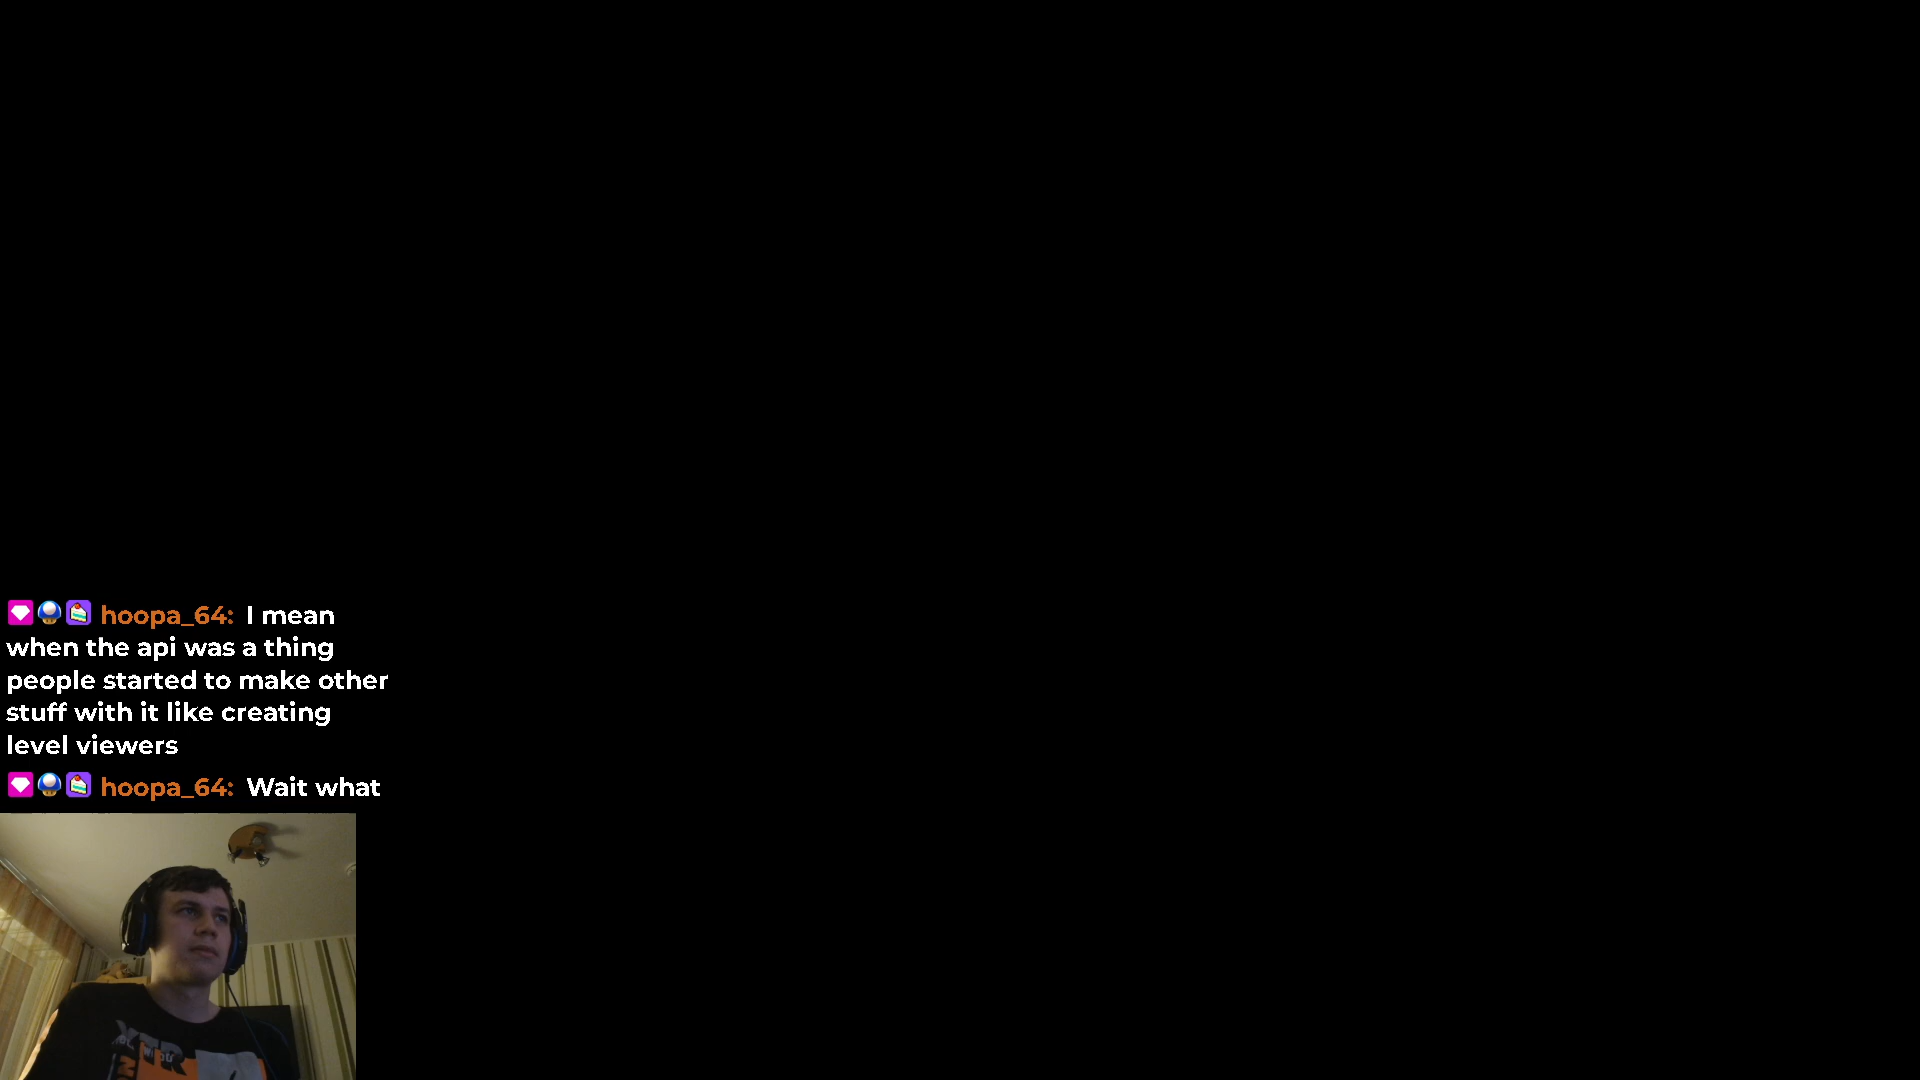 hoopa_64: I mean
when the api was a thing
people started to make other
stuff with it like creating
level viewers
hoopa_64: Wait what